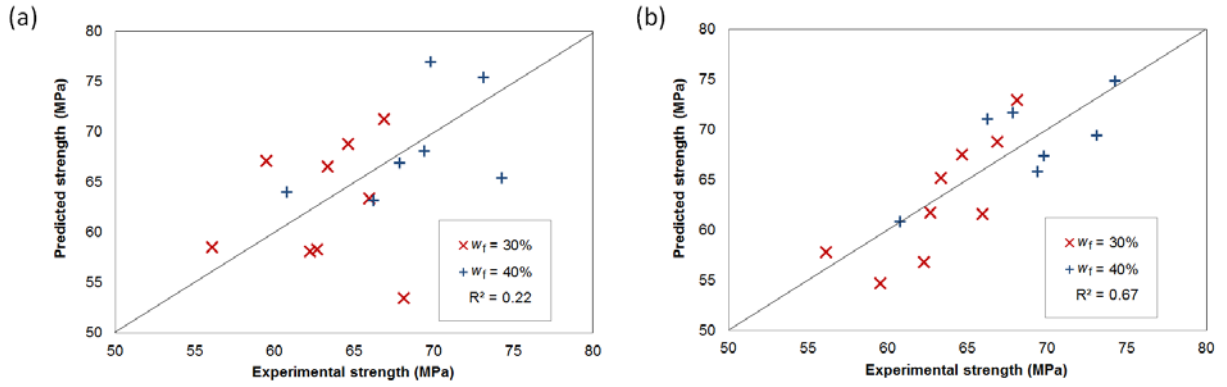 (a)
80
75
70
65
60
55
50
Predicted strength (MPa)
50 55 60 65 70 75 80
Experimental strength (MPa)
wf = 30%
wf = 40%
R² = 0.22
(b)
80
75
70
65
60
55
50
Predicted strength (MPa)
50 55 60 65 70 75 80
Experimental strength (MPa)
wf = 30%
wf = 40%
R² = 0.67